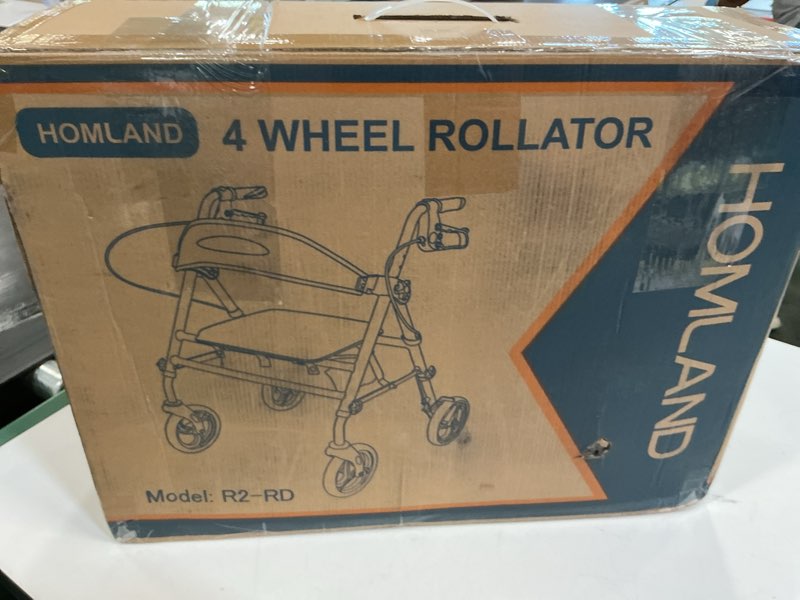 HOMLAND
4 WHEEL ROLLATOR
HOMLAND
Model: R2-RD